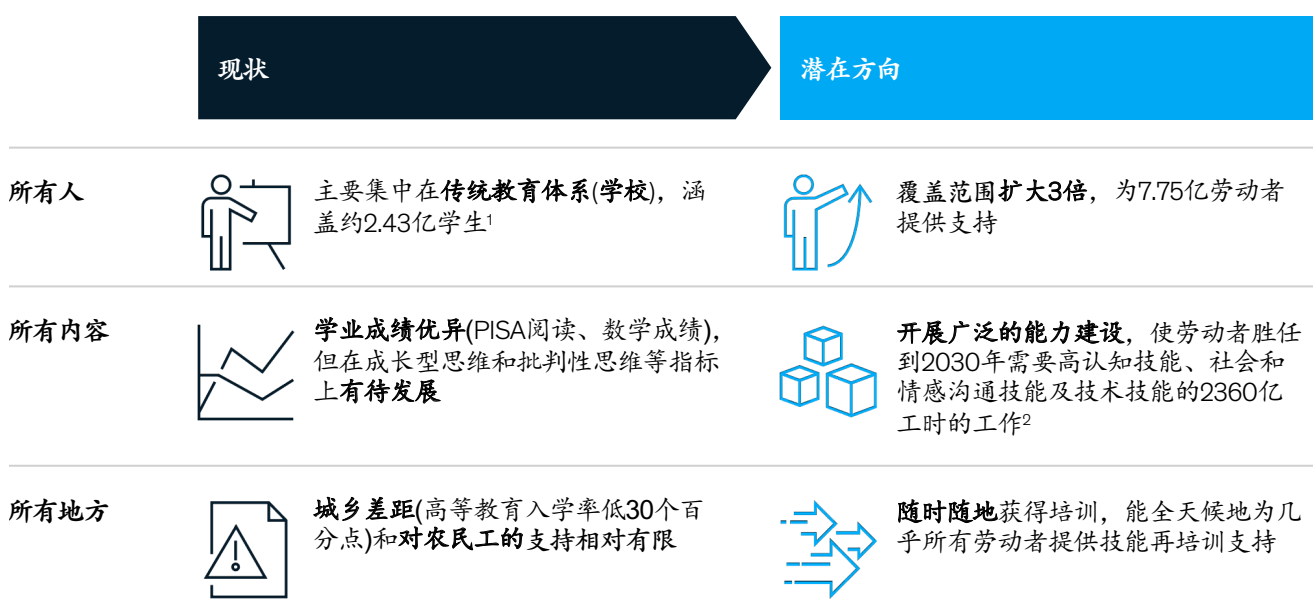 现状
潜在方向
所有人
主要集中在传统教育体系(学校)，涵
盖约2.43亿学生1
覆盖范围扩大3倍，为7.75亿劳动者
提供支持
所有内容
学业成绩优异(PISA阅读、数学成绩)，
但在成长型思维和批判性思维等指标
上有待发展
开展广泛的能力建设，使劳动者胜任
到2030年需要高认知技能、社会和
情感沟通技能及技术技能的2360亿
工时的工作2
所有地方
城乡差距(高等教育入学率低30个百
分点)和对农民工的支持相对有限
随时随地获得培训，能全天候地为几
乎所有劳动者提供技能再培训支持